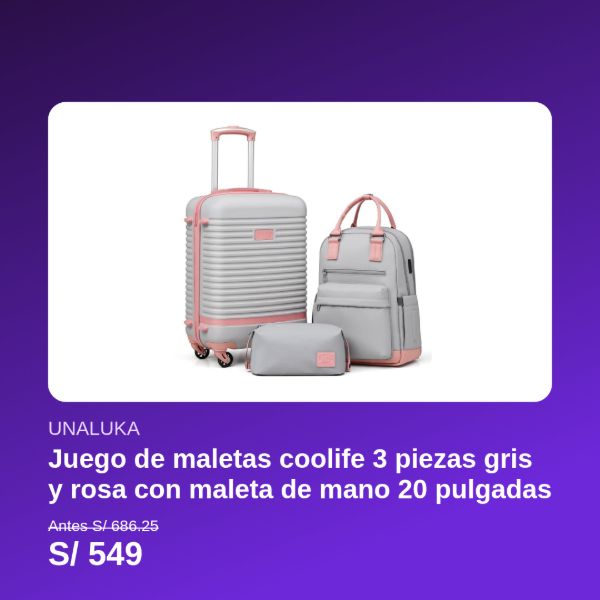 UNALUKA
Juego de maletas coolife 3 piezas gris
y rosa con maleta de mano 20 pulgadas
Antes S/ 686.25
S/ 549